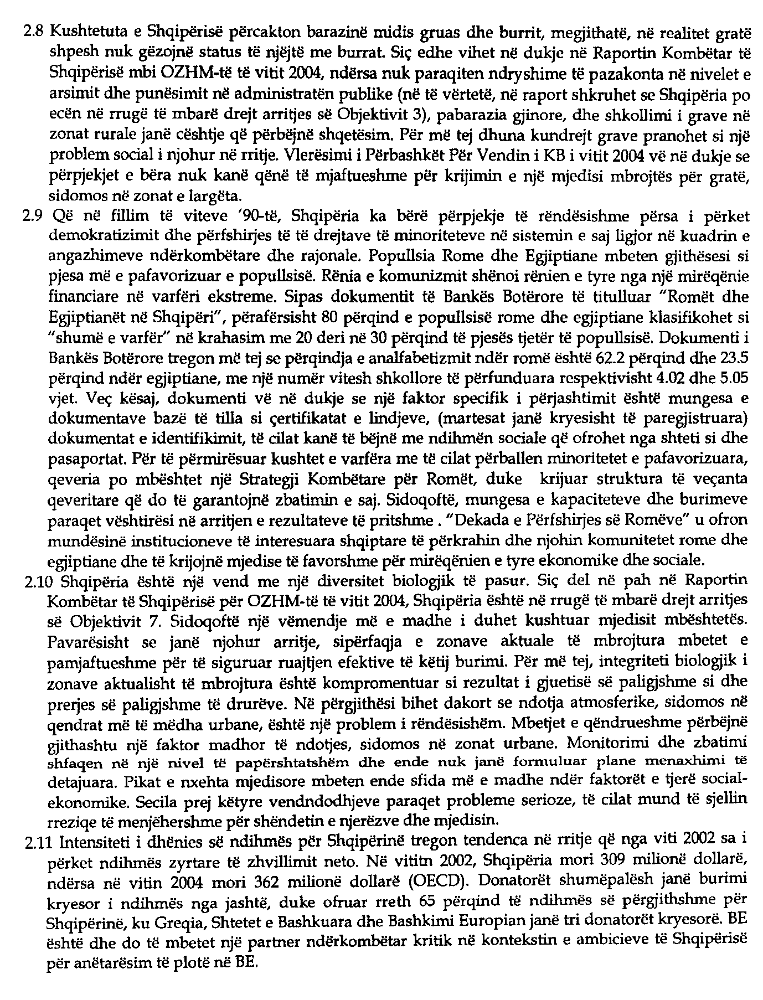 2.8 Kushtetuta e Shqipërisë përcakton barazinë midis gruas dhe burrit, megjithatë, në realitet gratë
shpesh nuk gëzojnë status të njëjtë me burrat. Siç edhe vihet në dukje në Raportin Kombëtar të
Shqipërisë mbi OZHM-të të vitit 2004, ndërsa nuk paraqiten ndryshime të pazakonta në nivelet e
arsimit dhe punësimit në administratën publike (në të vërtetë, në raport shkruhet se Shqipëria po
ecën në rrugë të mbarë drejt arritjes së Objektivit 3), pabarazia gjinore, dhe shkollimi i grave në
zonat rurale janë cështje që përbëjnë shqetësim. Për më tej dhuna kundrejt grave pranohet si një
problem social i njohur në rritje. Vlerësimi i Përbashkët Për Vendin i KB i vitit 2004 vë në dukje se
përpjekjet e bëra nuk kanë qënë të mjaftueshme për krijimin e një mjedisi mbrojtës për gratë,
sidomos në zonat e largëta.
2.9 Që në fillim të viteve '90-të, Shqipëria ka bërë përpjekje të rëndësishme përsa i përket
demokratizimit dhe përfshirjes të të drejtave të minoriteteve në sistemin e saj ligjor në kuadrin e
angazhimeve ndërkombëtare dhe rajonale. Popullsia Rome dhe Egjiptiane mbeten gjithësesi si
pjesa më e pafavorizuar e popullsisë. Rënia e komunizmit shënoi rënien e tyre nga një mirëqënie
financiare në varfëri ekstreme. Sipas dokumentit të Bankës Botërore të titulluar "Romët dhe
Egjiptianët në Shqipëri", përafërsisht 80 përqind e popullsisë rome dhe egjiptiane klasifikohet si
"shumë e varfër" në krahasim me 20 deri në 30 përqind të pjesës tjetër të popullsisë. Dokumenti i
Bankës Botërore tregon më tej se përqindja e analfabetizmit ndër romë është 62.2 përqind dhe 23.5
përqind ndër egjiptiane, me një numër vitesh shkollore të përfunduara respektivisht 4.02 dhe 5.05
vjet. Veç kësaj, dokumenti vë në dukje se një faktor specifik i përjashtimit është mungesa e
dokumentave bazë të tilla si çertifikatat e lindjeve, (martesat janë kryesisht të paregjistruara)
dokumentat e identifikimit, të cilat kanë të bëjnë me ndihmën sociale që ofrohet nga shteti si dhe
pasaportat. Për të përmirësuar kushtet e varfëra me të cilat përballen minoritetet e pafavorizuara,
qeveria po mbështet një Strategji Kombëtare për Romët, duke krijuar struktura të veçanta
qeveritare që do të garantojnë zbatimin e saj. Sidoqoftë, mungesa e kapaciteteve dhe burimeve
paraqet vështirësi në arritjen e rezultateve të pritshme . "Dekada e Përfshirjes së Romëve" u ofron
mundësinë institucioneve të interesuara shqiptare të përkrahin dhe njohin komunitetet rome dhe
egjiptiane dhe të krijojnë mjedise të favorshme për mirëqënien e tyre ekonomike dhe sociale.
2.10 Shqipëria është një vend me një diversitet biologjik të pasur. Siç del në pah në Raportin
Kombëtar të Shqipërisë për OZHM-të të vitit 2004, Shqipëria është në rrugë të mbarë drejt arritjes
së Objektivit 7. Sidoqoftë një vëmendje më e madhe i duhet kushtuar mjedisit mbështetës.
Pavarësisht se janë njohur arritje, sipërfaqja e zonave aktuale të mbrojtura mbetet e
pamjaftueshme për të siguruar ruajtjen efektive të këtij burimi. Për më tej, integriteti biologjik i
zonave aktualisht të mbrojtura është kompromentuar si rezultat i gjuetisë së paligjshme si dhe
prerjes së paligjshme të drurëve. Në përgjithësi bihet dakort se ndotja atmosferike, sidomos në
qendrat më të mëdha urbane, është një problem i rëndësishëm. Mbetjet e qëndrueshme përbëjnë
gjithashtu një faktor madhor të ndotjes, sidomos në zonat urbane. Monitorimi dhe zbatimi
shfaqen në një nivel të papërshtatshëm dhe ende nuk janë formuluar plane menaxhimi të
detajuara. Pikat e nxehta mjedisore mbeten ende sfida më e madhe ndër faktorët e tjerë social-
ekonomike. Secila prej këtyre vendndodhjeve paraqet probleme serioze, të cilat mund të sjellin
rreziqe të menjëhershme për shëndetin e njerëzve dhe mjedisin.
2.11 Intensiteti i dhënies së ndihmës për Shqipërinë tregon tendenca në rritje që nga viti 2002 sa i
përket ndihmës zyrtare të zhvillimit neto. Në vititn 2002, Shqipëria mori 309 milionë dollarë,
ndërsa në vitin 2004 mori 362 milionë dollarë (OECD). Donatorët shumëpalësh janë burimi
kryesor i ndihmës nga jashtë, duke ofruar rreth 65 përqind të ndihmës së përgjithshme për
Shqipërinë, ku Greqia, Shtetet e Bashkuara dhe Bashkimi Europian janë tri donatorët kryesorë. BE
është dhe do të mbetet një partner ndërkombëtar kritik në kontekstin e ambicieve të Shqipërisë
për anëtarësim të plotë në BE.